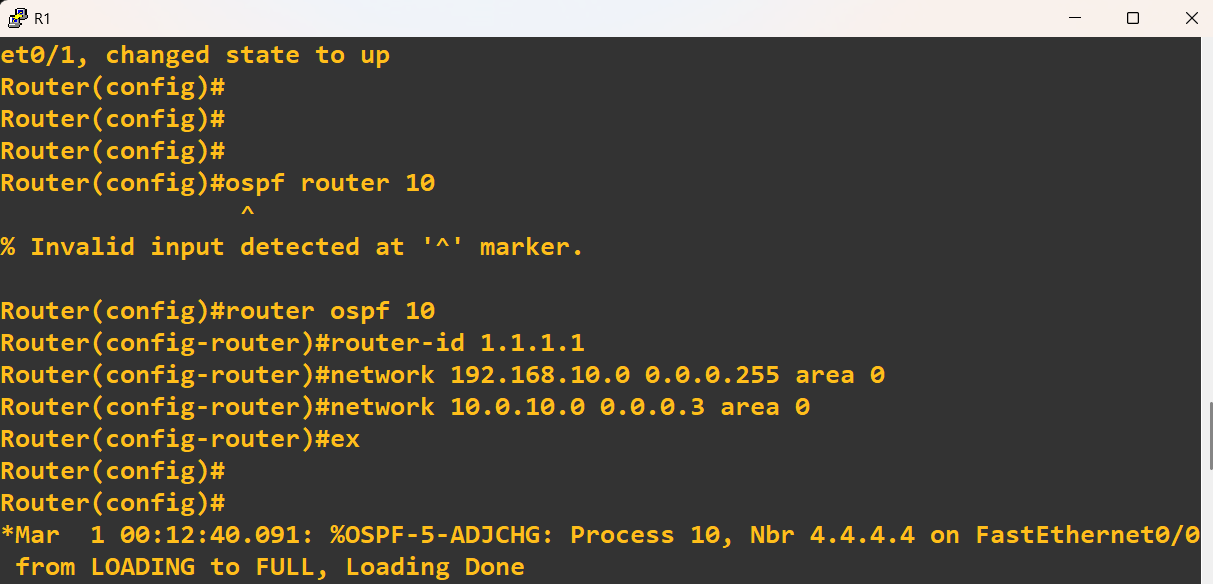 R1
et0/1, changed state to up
Router(config)#
Router(config)#
Router(config)#
Router(config)#ospf router 10
                ^
% Invalid input detected at '^' marker.

Router(config)#router ospf 10
Router(config-router)#router-id 1.1.1.1
Router(config-router)#network 192.168.10.0 0.0.0.255 area 0
Router(config-router)#network 10.0.10.0 0.0.0.3 area 0
Router(config-router)#ex
Router(config)#
Router(config)#
*Mar  1 00:12:40.091: %OSPF-5-ADJCHG: Process 10, Nbr 4.4.4.4 on FastEthernet0/0
 from LOADING to FULL, Loading Done